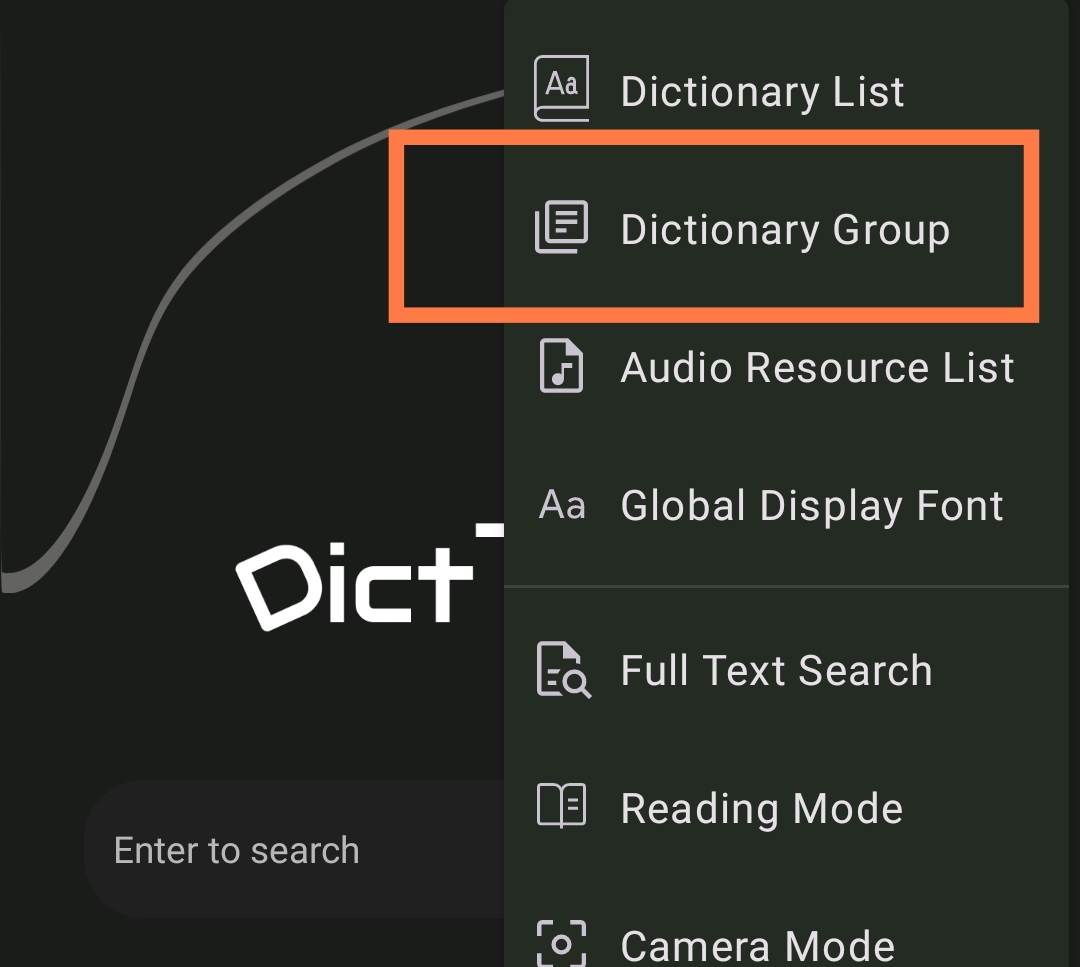 Aa Dictionary List
Dictionary Group
Audio Resource List
Aa Global Display Font
Dict
Full Text Search
Reading Mode
Enter to search
Camera Mode